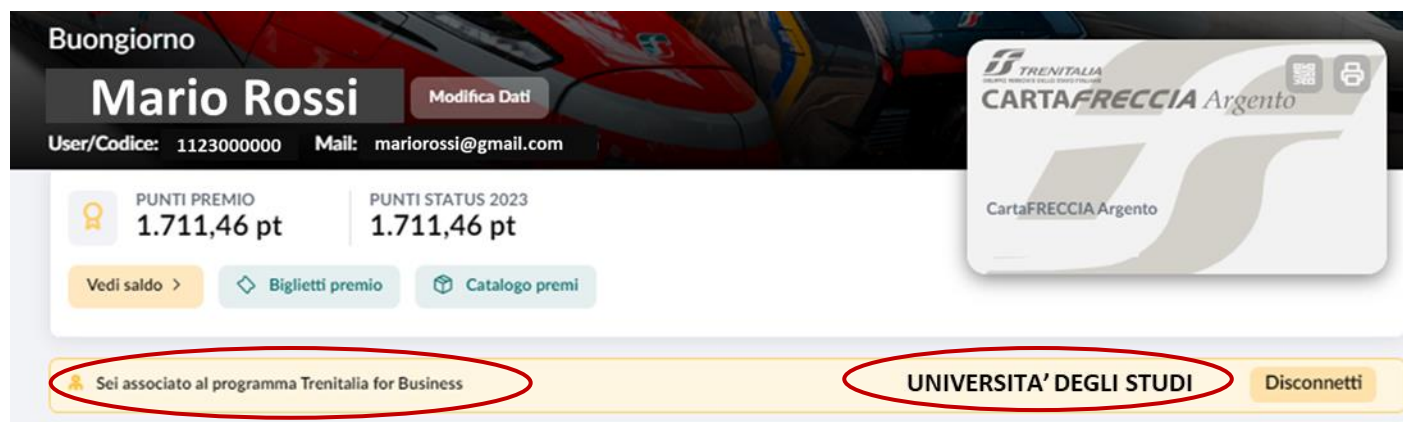 Buongiorno
Mario Rossi
Modifica Dati
User/Codice: 1123000000 Mail: mariorossi@gmail.com
TRENITALIA
CARTAFRECCIA Argento
CartaFRECCIA Argento
PUNTI PREMIO
1.711,46 pt
PUNTI STATUS 2023
1.711,46 pt
Vedi saldo >
Biglietti premio
Catalogo premi
Sei associato al programma Trenitalia for Business
UNIVERSITA' DEGLI STUDI
Disconnetti